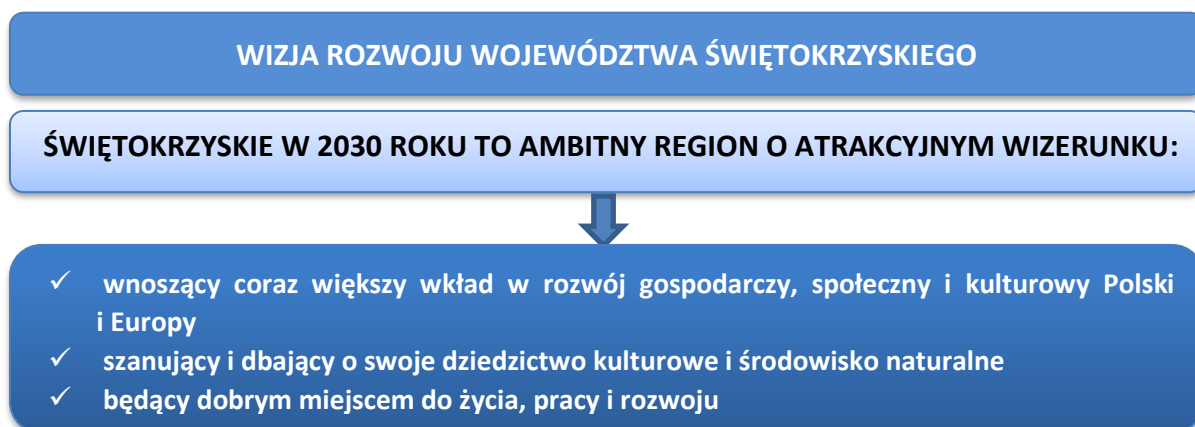 WIZJA ROZWOJU WOJEWÓDZTWA ŚWIĘTOKRZYSKIEGO
ŚWIĘTOKRZYSKIE W 2030 ROKU TO AMBITNY REGION O ATRAKCYJNYM WIZERUNKU:
✓ wnoszący coraz większy wkład w rozwój gospodarczy, społeczny i kulturowy Polski
i Europy
✓ szanujący i dbający o swoje dziedzictwo kulturowe i środowisko naturalne
✓ będący dobrym miejscem do życia, pracy i rozwoju